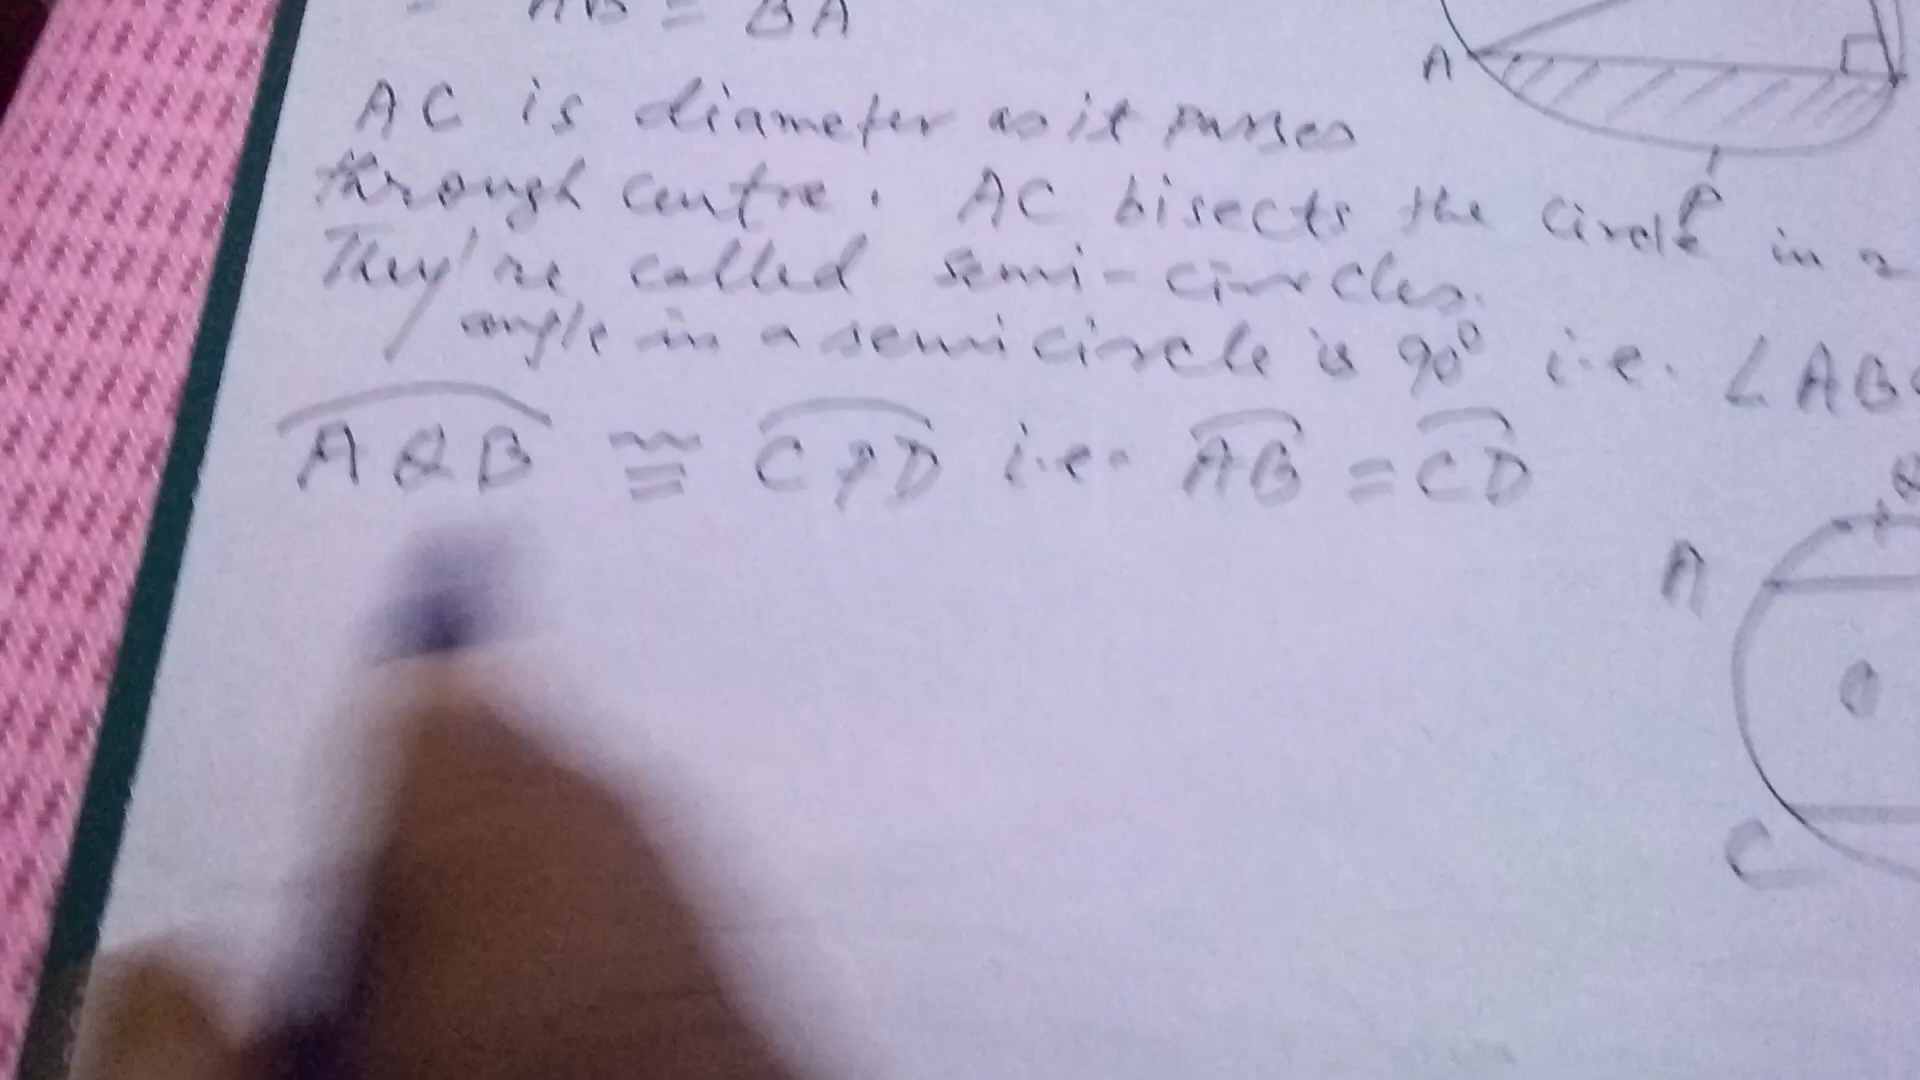 AB = BA
A
AC is diameter as it passes
P
through centre. AC bisects the circle in 2
They're called semi-circles.
angle in a semicircle is 90° i.e. ∠ABC
AQB ≅ CPD i.e. AB = CD
Q
A
O
C